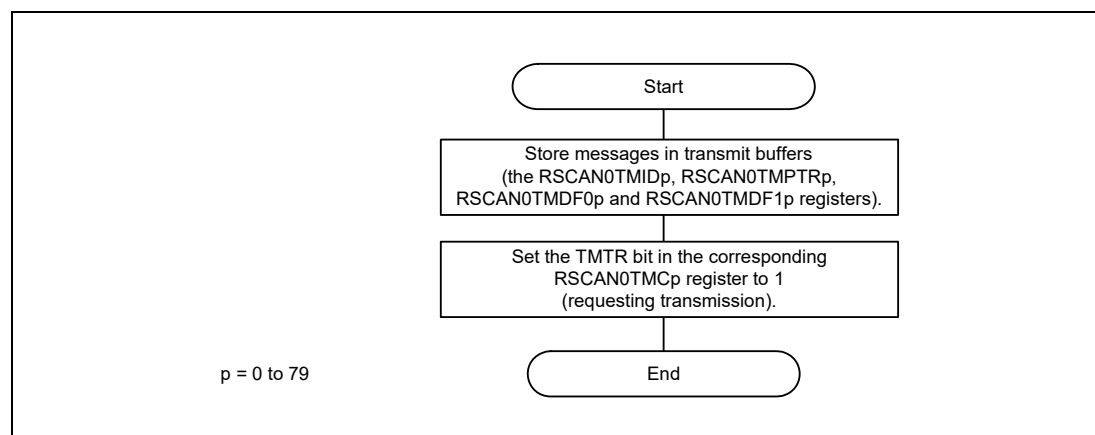 Start
Store messages in transmit buffers
(the RSCAN0TMIDp, RSCAN0TMPTRp,
RSCAN0TMDF0p and RSCAN0TMDF1p registers).
Set the TMTR bit in the corresponding
RSCAN0TMCp register to 1
(requesting transmission).
p = 0 to 79
End